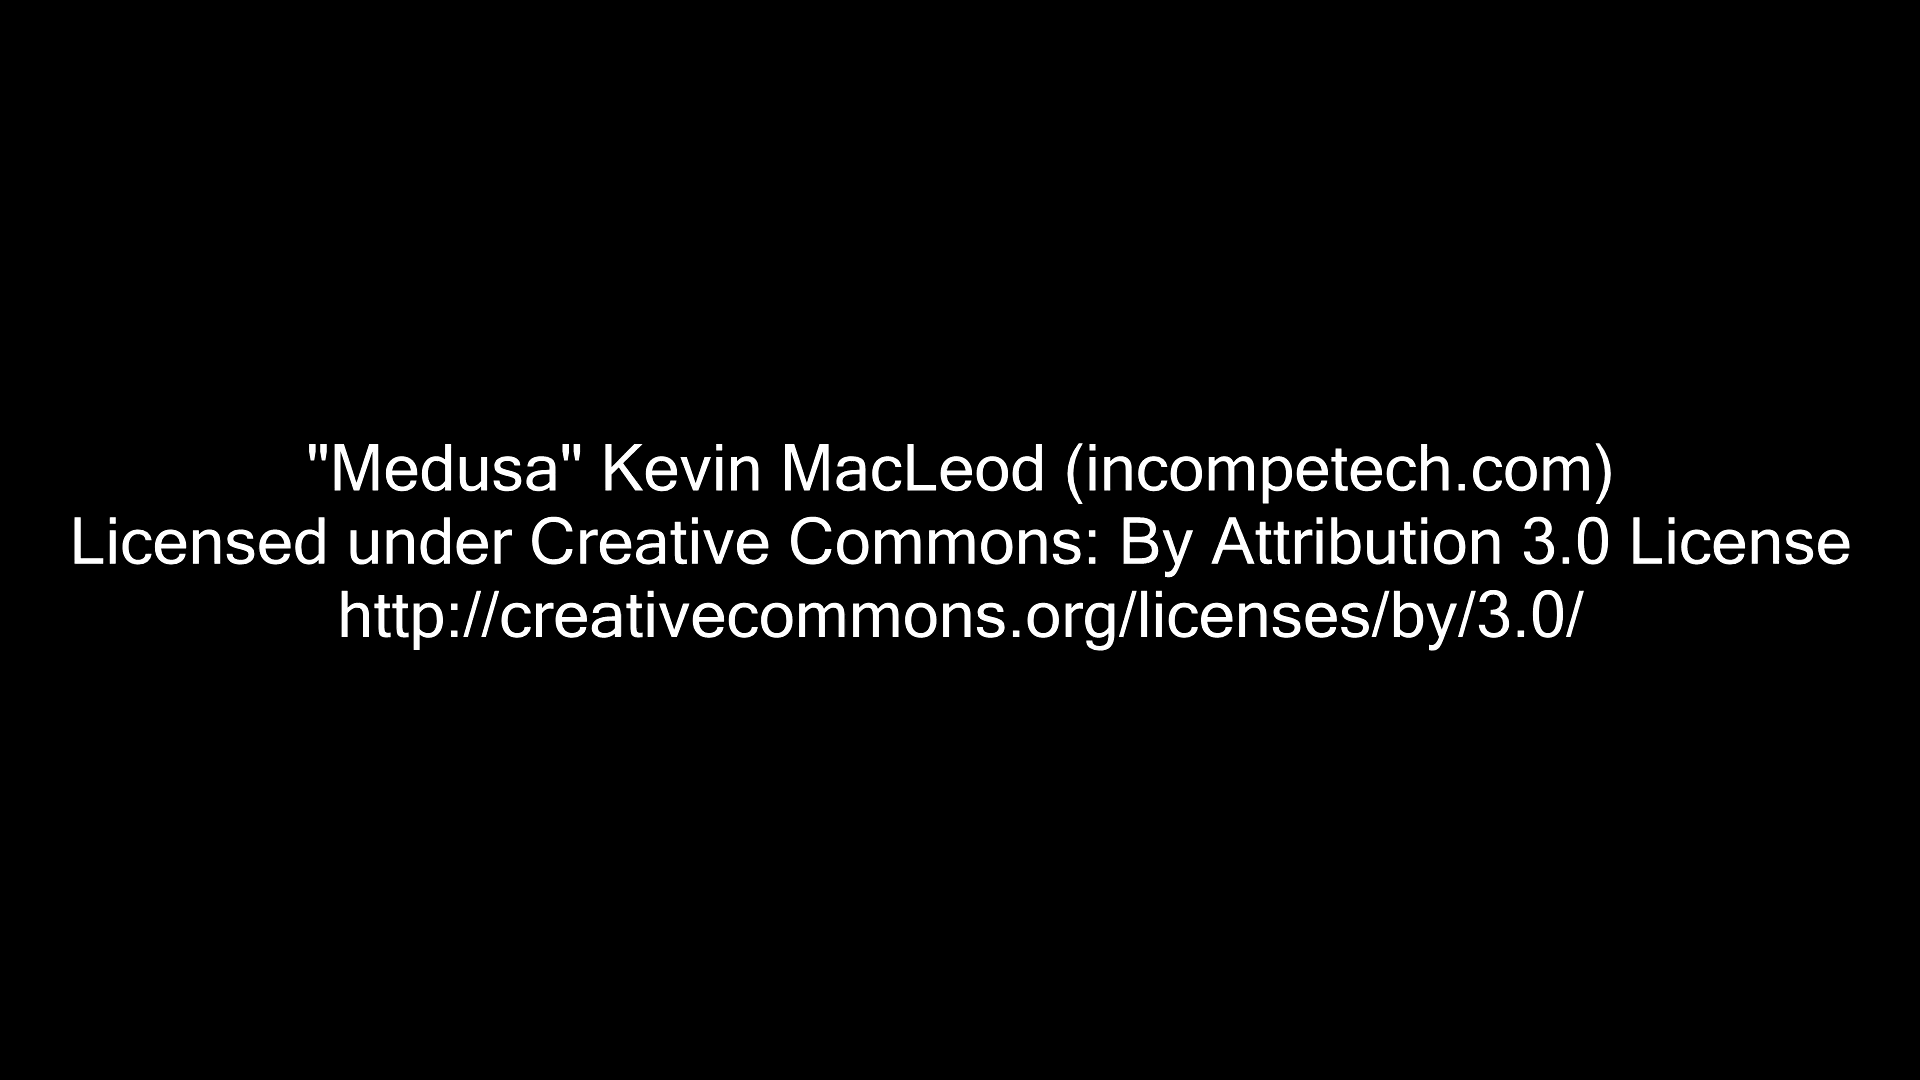 "Medusa" Kevin MacLeod (incompetech.com)
Licensed under Creative Commons: By Attribution 3.0 License
http://creativecommons.org/licenses/by/3.0/